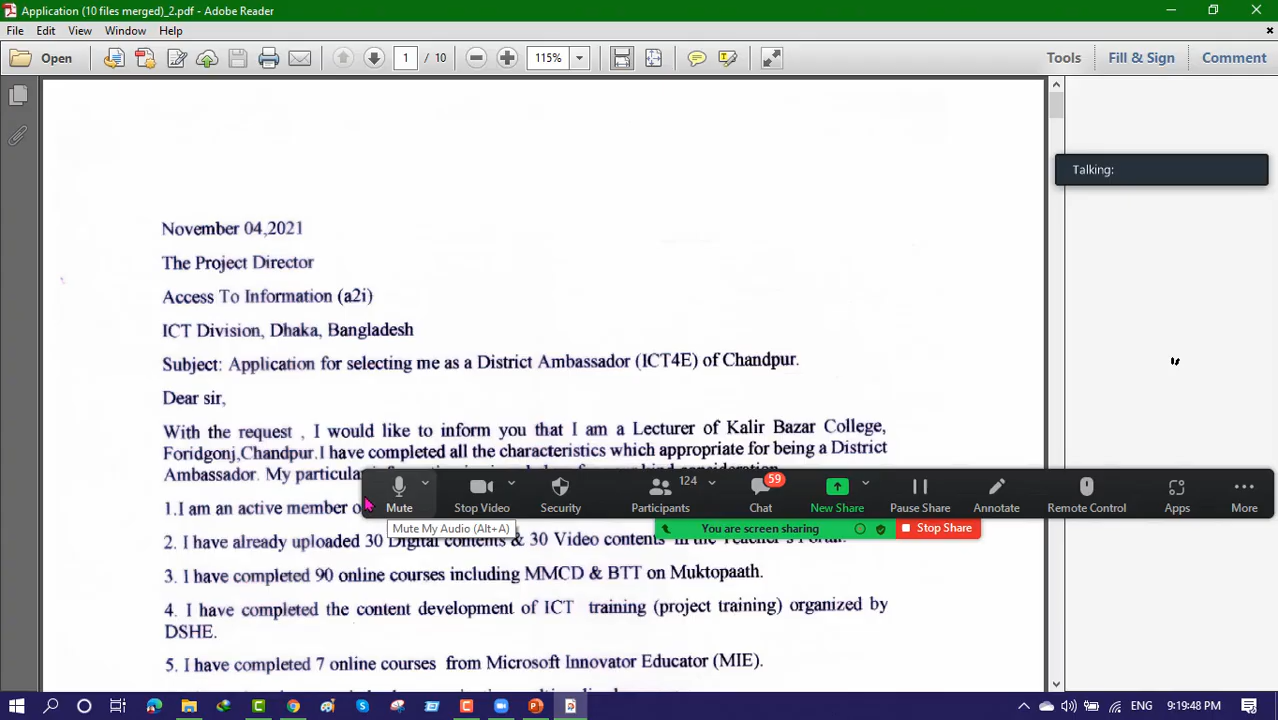 Application (10 files merged)_2.pdf - Adobe Reader
File Edit View Window Help
Open 1 / 10 115% Tools Fill & Sign Comment
Talking:
November 04,2021
The Project Director
Access To Information (a2i)
ICT Division, Dhaka, Bangladesh
Subject: Application for selecting me as a District Ambassador (ICT4E) of Chandpur.
Dear sir,
With the request , I would like to inform you that I am a Lecturer of Kalir Bazar College,
Foridgonj,Chandpur.I have completed all the characteristics which appropriate for being a District
Ambassador. My particular
Mute Stop Video Security Participants 124 Chat 59 New Share Pause Share Annotate Remote Control Apps More
1.I am an active member o
Mute My Audio (Alt+A)
You are screen sharing Stop Share
2. I have already uploaded 30 Digital contents & 30 Video contents in the Teacher's Portal.
3. I have completed 90 online courses including MMCD & BTT on Muktopaath.
4. I have completed the content development of ICT training (project training) organized by
DSHE.
5. I have completed 7 online courses from Microsoft Innovator Educator (MIE).
ENG 9:19:48 PM